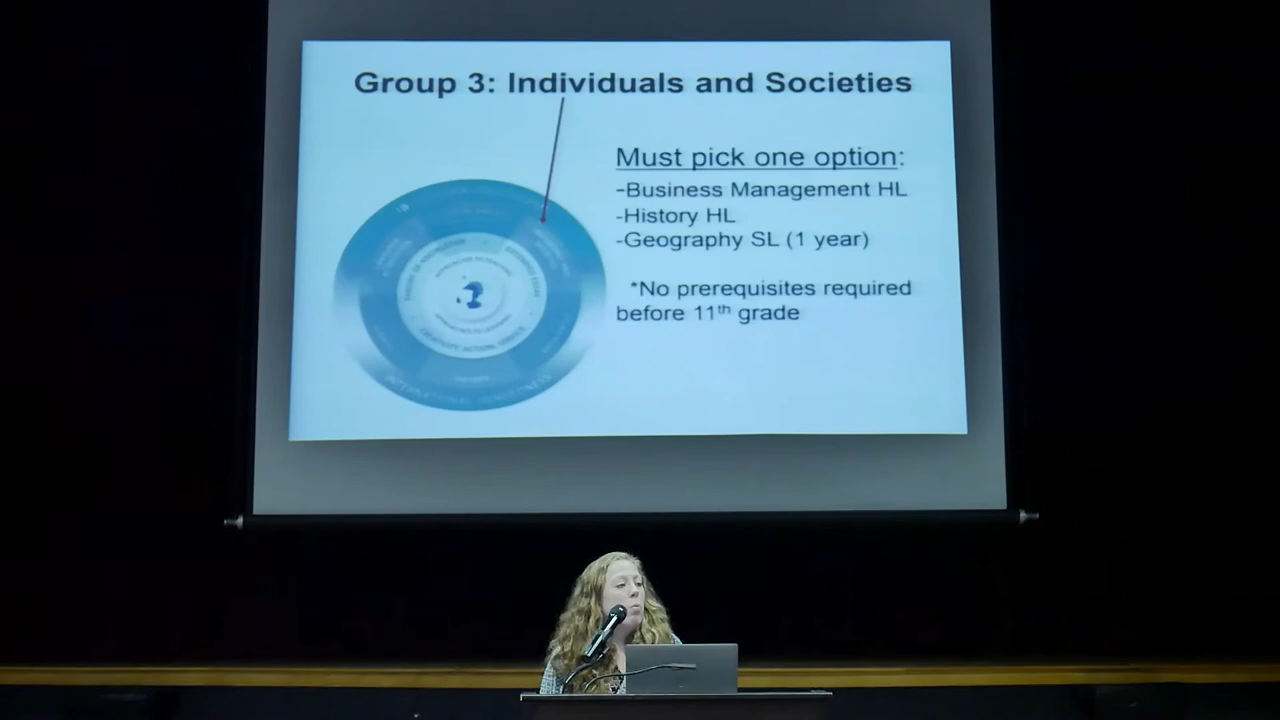 Group 3: Individuals and Societies
Must pick one option:
-Business Management HL
-History HL
-Geography SL (1 year)
*No prerequisites required
before 11th grade